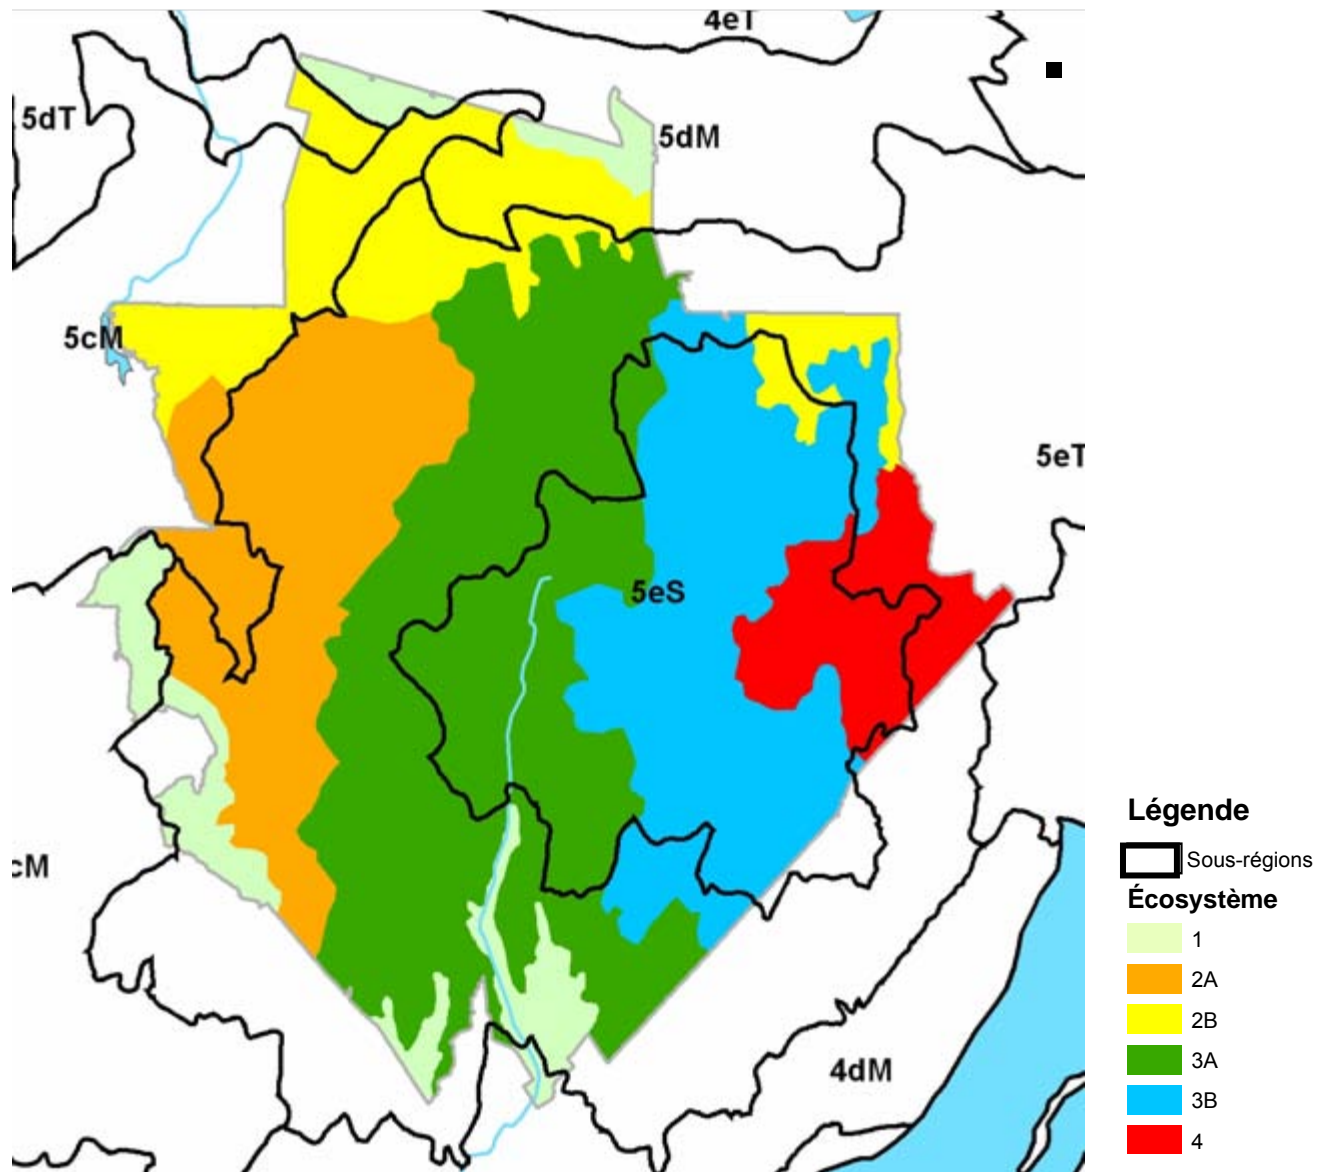 4eT
5dT
5dM
5cM
5eT
5eS
cM
4dM
Légende
Sous-régions
Écosystème
1
2A
2B
3A
3B
4